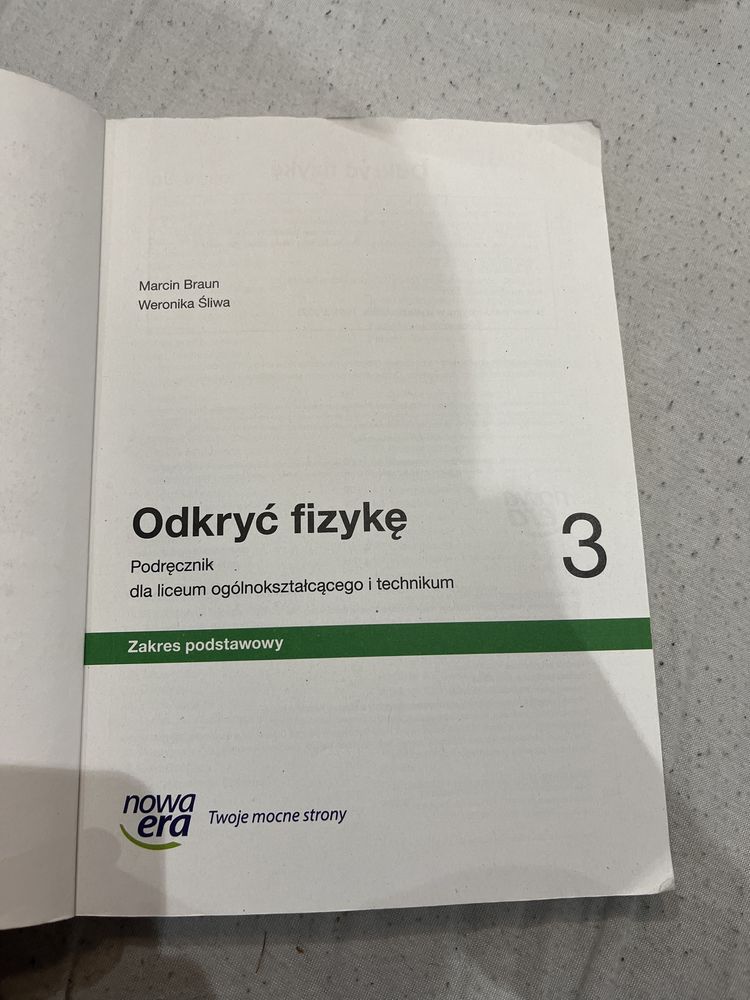 Marcin Braun
Weronika Śliwa
Odkryć fizykę
3
Podręcznik
dla liceum ogólnokształcącego i technikum
Zakres podstawowy
nowa
era
Twoje mocne strony